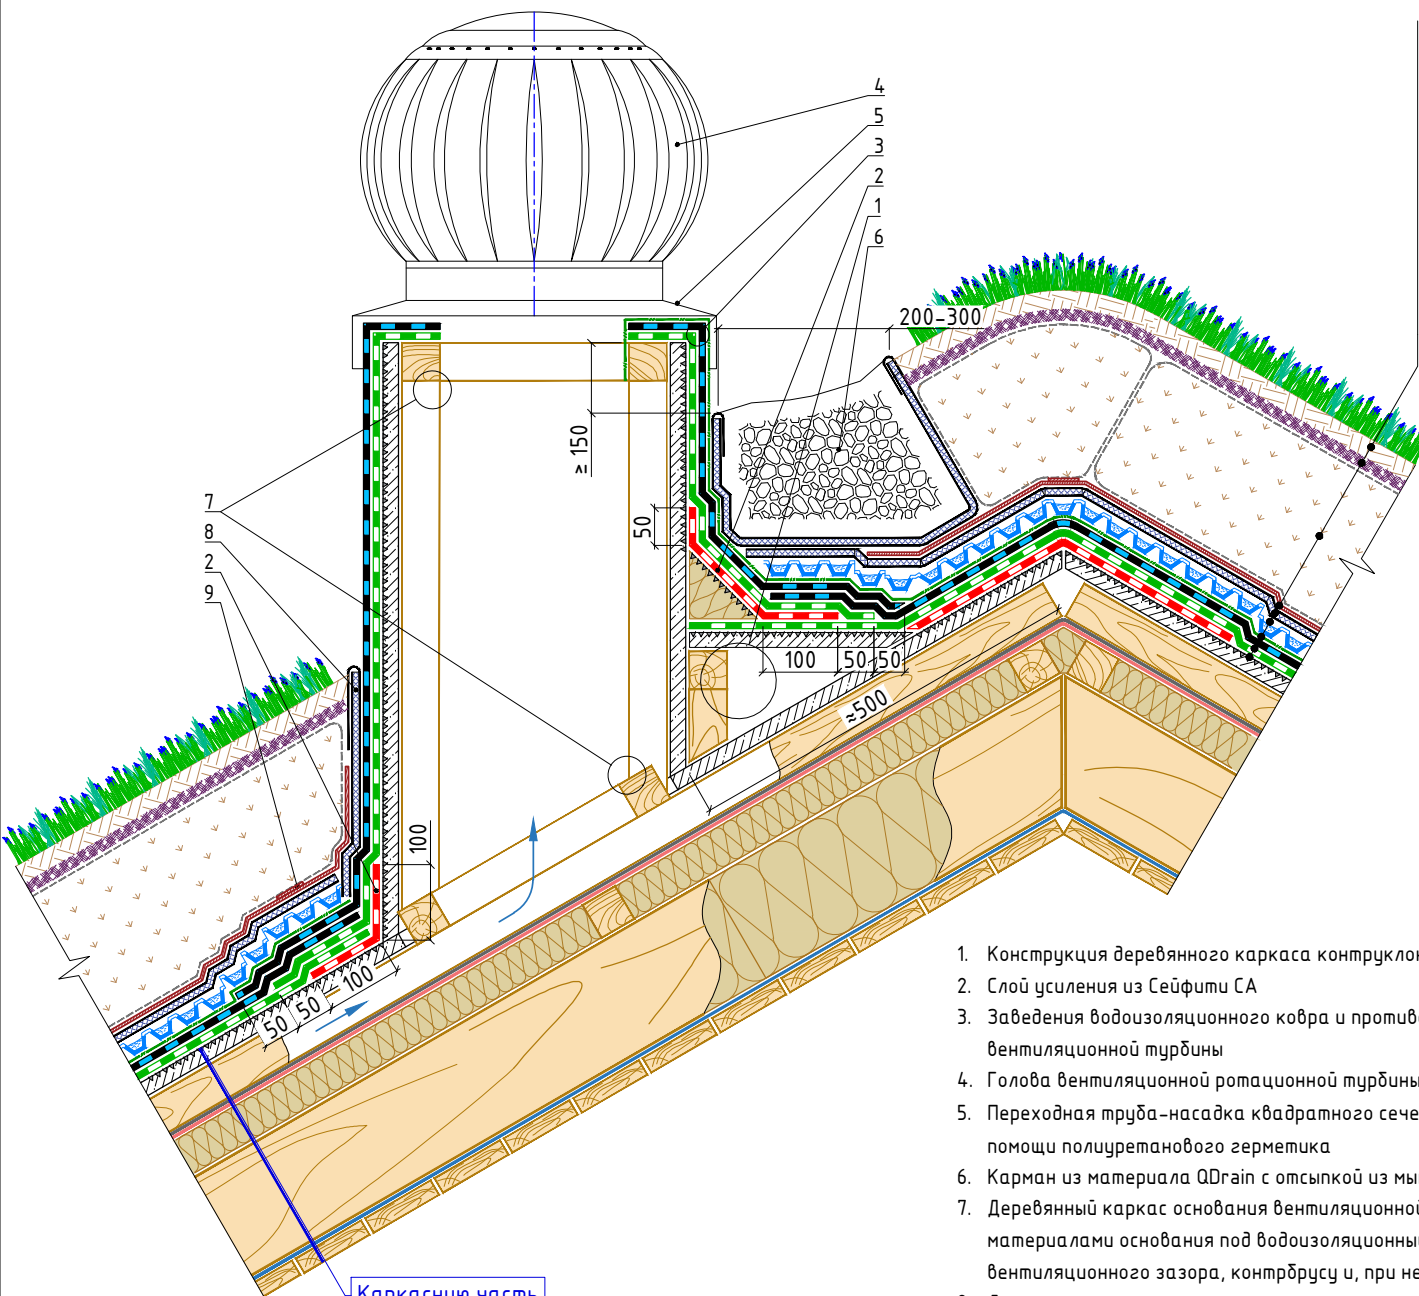 4
5
3
2
1
6
200-300
≥ 150
7
8
2
9
50
100
50
50
≈500
100
50
50
100
1. Конструкция деревянного каркаса контруклон
2. Слой усиления из Сейфити СА
3. Заведения водоизоляционного ковра и противо
вентиляционной турбины
4. Голова вентиляционной ротационной турбины
5. Переходная труба-насадка квадратного сече
помощи полиуретанового герметика
6. Карман из материала QDrain с отсыпкой из мы
7. Деревянный каркас основания вентиляционной
материалами основания под водоизоляционны
вентиляционного зазора, контрбрусу и, при не
Каркасную часть